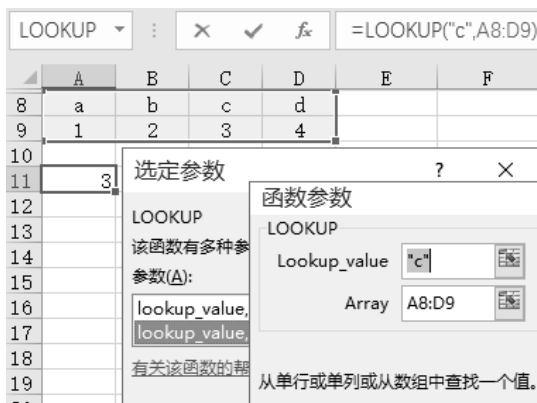 LOOKUP =LOOKUP("c",A8:D9)
A B C D E F
8 a b c d
9 1 2 3 4
10
11 3
12
13
14
15
16
17
18
19
选定参数 ?
LOOKUP
该函数有多种参
参数(A):
lookup_value,
lookup_value,
有关该函数的帮
函数参数
LOOKUP
Lookup_value "c"
Array A8:D9
从单行或单列或从数组中查找一个值。